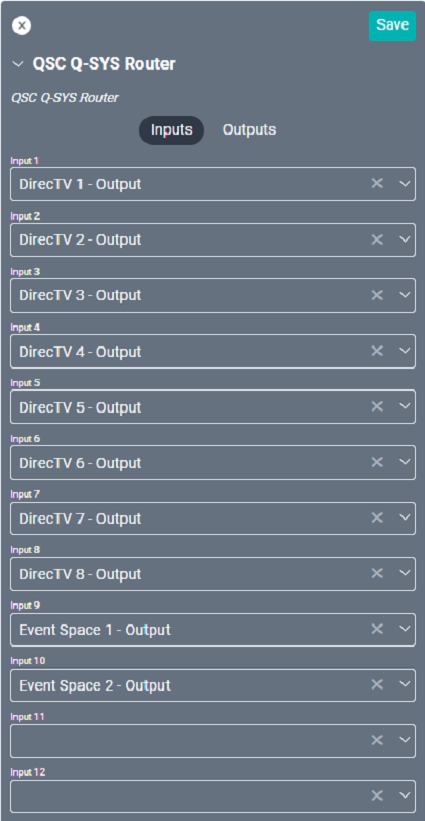 Save
QSC Q-SYS Router
QSC Q-SYS Router
Inputs Outputs
Input 1
DirecTV 1 - Output
Input 2
DirecTV 2 - Output
Input 3
DirecTV 3 - Output
Input 4
DirecTV 4 - Output
Input 5
DirecTV 5 - Output
Input 6
DirecTV 6 - Output
Input 7
DirecTV 7 - Output
Input 8
DirecTV 8 - Output
Input 9
Event Space 1 - Output
Input 10
Event Space 2 - Output
Input 11
Input 12